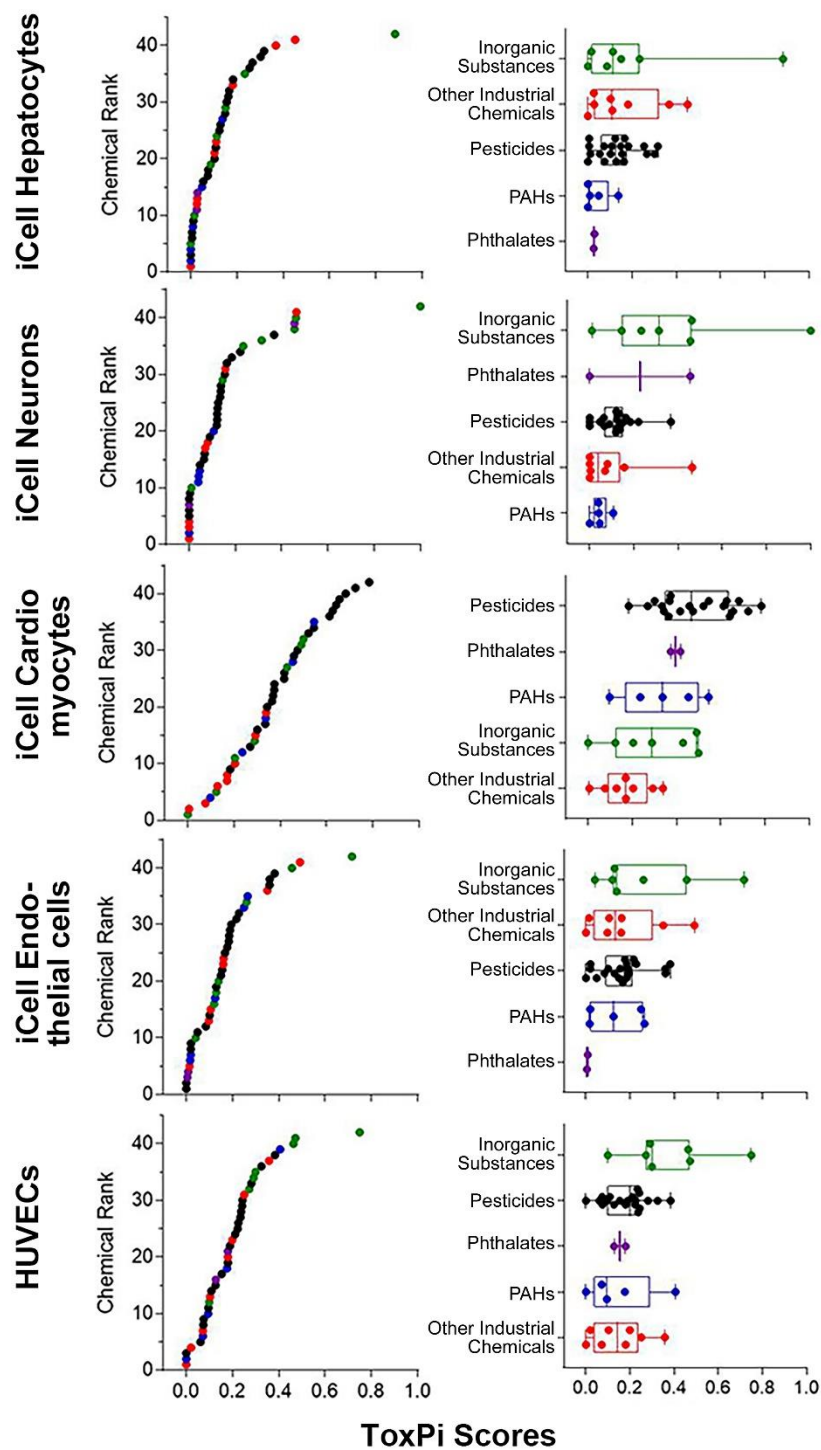 iCell Hepatocytes
Chemical Rank
40
30
20
10
0
Inorganic
Substances
Other Industrial
Chemicals
Pesticides
PAHs
Phthalates
iCell Neurons
Chemical Rank
40
30
20
10
0
Inorganic
Substances
Phthalates
Pesticides
Other Industrial
Chemicals
PAHs
iCell Cardio
myocytes
Chemical Rank
40
30
20
10
0
Pesticides
Phthalates
PAHs
Inorganic
Substances
Other Industrial
Chemicals
iCell Endo-
thelial cells
Chemical Rank
40
30
20
10
0
Inorganic
Substances
Other Industrial
Chemicals
Pesticides
PAHs
Phthalates
HUVECs
Chemical Rank
40
30
20
10
0
Inorganic
Substances
Pesticides
Phthalates
PAHs
Other Industrial
Chemicals
0.0 0.2 0.4 0.6 0.8 1.0
0.0 0.2 0.4 0.6 0.8 1.0
ToxPi Scores